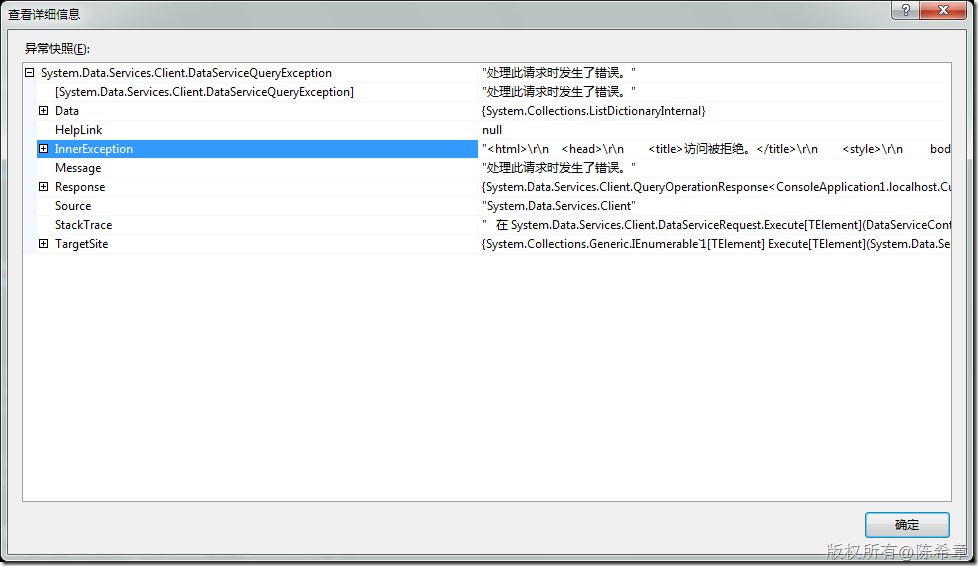 查看详细信息
异常快照(E):
System.Data.Services.Client.DataServiceQueryException "处理此请求时发生了错误。"
[System.Data.Services.Client.DataServiceQueryException] "处理此请求时发生了错误。"
Data {System.Collections.ListDictionaryInternal}
HelpLink null
InnerException "<html>\r\n <head>\r\n <title>访问被拒绝。</title>\r\n <style>\r\n bod
Message "处理此请求时发生了错误。"
Response {System.Data.Services.Client.QueryOperationResponse<ConsoleApplication1.localhost.Cu
Source "System.Data.Services.Client"
StackTrace " 在 System.Data.Services.Client.DataServiceRequest.Execute[TElement](DataServiceCont
TargetSite {System.Collections.Generic.IEnumerable`1[TElement] Execute[TElement](System.Data.Se
确定
版权所有@陈希章